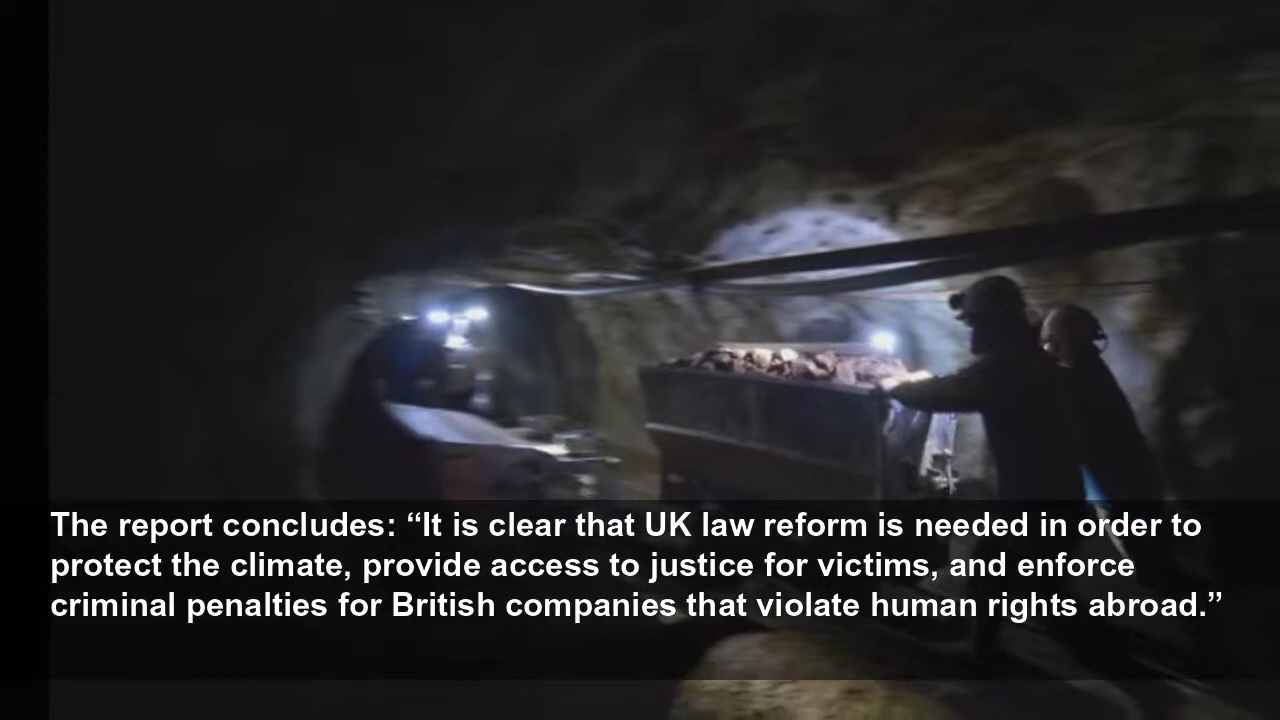 The report concludes: “It is clear that UK law reform is needed in order to
protect the climate, provide access to justice for victims, and enforce
criminal penalties for British companies that violate human rights abroad.”